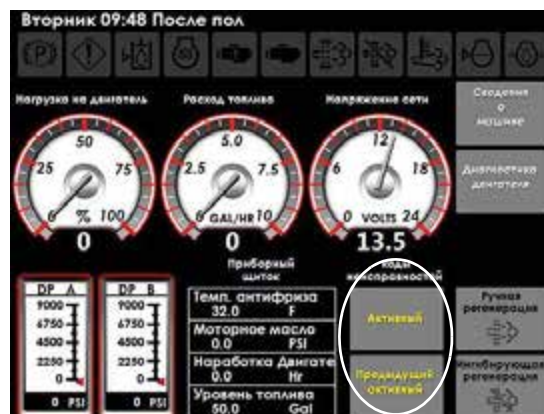 Вторник 09:48 После пол
Нагрузка на двигатель
Расход топлива
Напряжение сети
Сведения
о
машине
50
25
75
0
% 100
0
5.0
2.5
7.5
0
GAL/HR 10
0
12
6
18
0 VOLTS 24
13.5
Диагностика
двигателя
Приборный
щиток
Коды
неисправностей
DP A
9000
6750
4500
2250
0
0 PSI
DP B
9000
6750
4500
2250
0
0 PSI
Темп. антифриза
32.0 F
Моторное масло
0.0 PSI
Наработка Двигате
0.0 Hr
Уровень топлива
50.0 Gal
Активный
Предыдущий
активный
Ручная
регенерация
Ингибирующая
регенерация